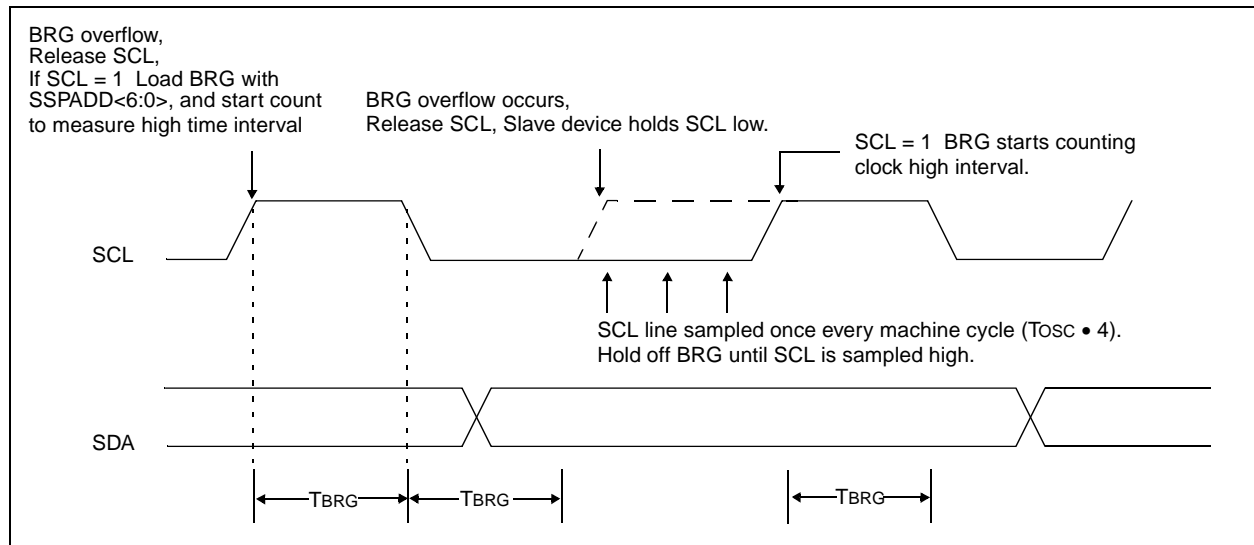 BRG overflow,
Release SCL,
If SCL = 1 Load BRG with
SSPADD<6:0>, and start count
to measure high time interval
BRG overflow occurs,
Release SCL, Slave device holds SCL low.
SCL = 1 BRG starts counting
clock high interval.
SCL
SCL line sampled once every machine cycle (TOSC • 4).
Hold off BRG until SCL is sampled high.
SDA
TBRG
TBRG
TBRG